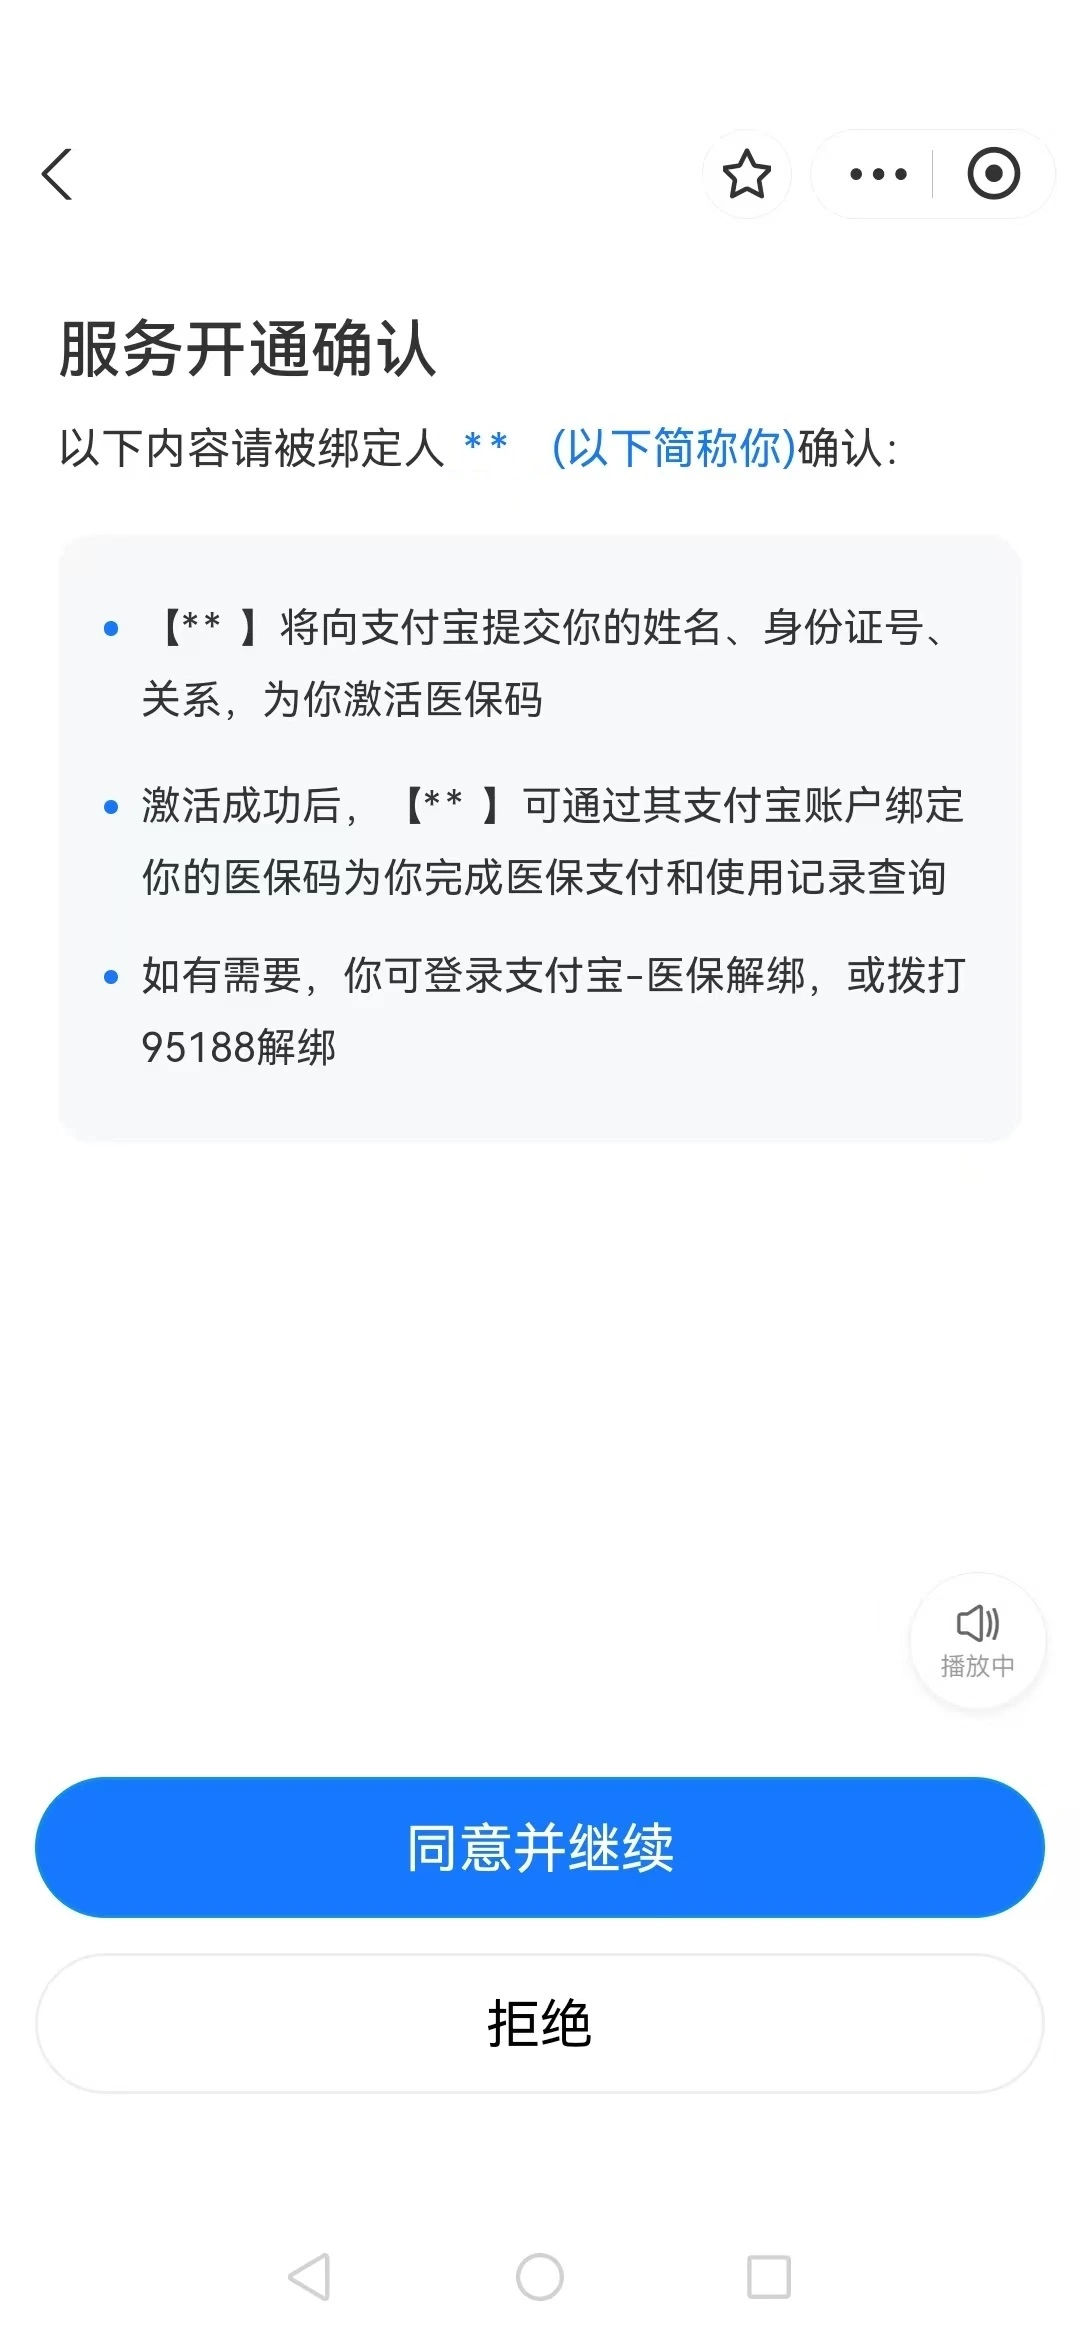 服务开通确认
以下内容请被绑定人 ** (以下简称你)确认：
【** 】将向支付宝提交你的姓名、身份证号、
关系，为你激活医保码
激活成功后，【** 】可通过其支付宝账户绑定
你的医保码为你完成医保支付和使用记录查询
如有需要，你可登录支付宝-医保解绑，或拨打
95188解绑
播放中
同意并继续
拒绝